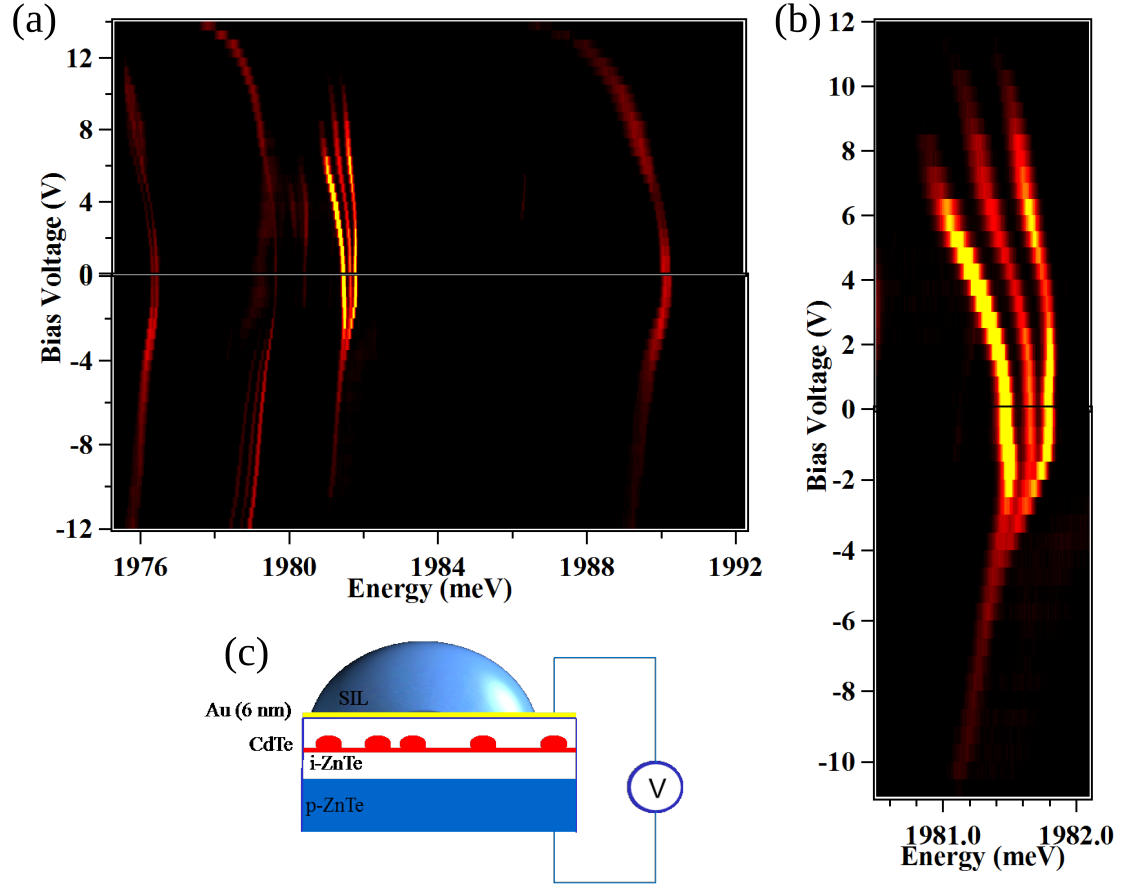 (a)
12
8
4
0
-4
-8
-12
Bias Voltage (V)
1976
1980
1984
1988
1992
Energy (meV)
(b)
12
10
8
6
4
2
0
-2
-4
-6
-8
-10
Bias Voltage (V)
1981.0
1982.0
Energy (meV)
(c)
SIL
Au (6 nm)
CdTe
i-ZnTe
p-ZnTe
V